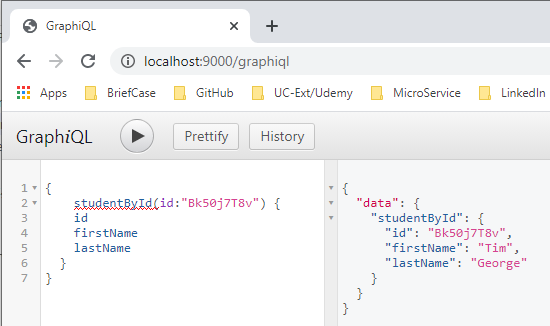 GraphiQL
localhost:9000/graphiql
Apps BriefCase GitHub UC-Ext/Udemy MicroService LinkedIn
GraphiQL Prettify History
1 {
2 studentById(id:"Bk50j7T8v") {
3 id
4 firstName
5 lastName
6 }
7 }
{
"data": {
"studentById": {
"id": "Bk50j7T8v",
"firstName": "Tim",
"lastName": "George"
}
}
}